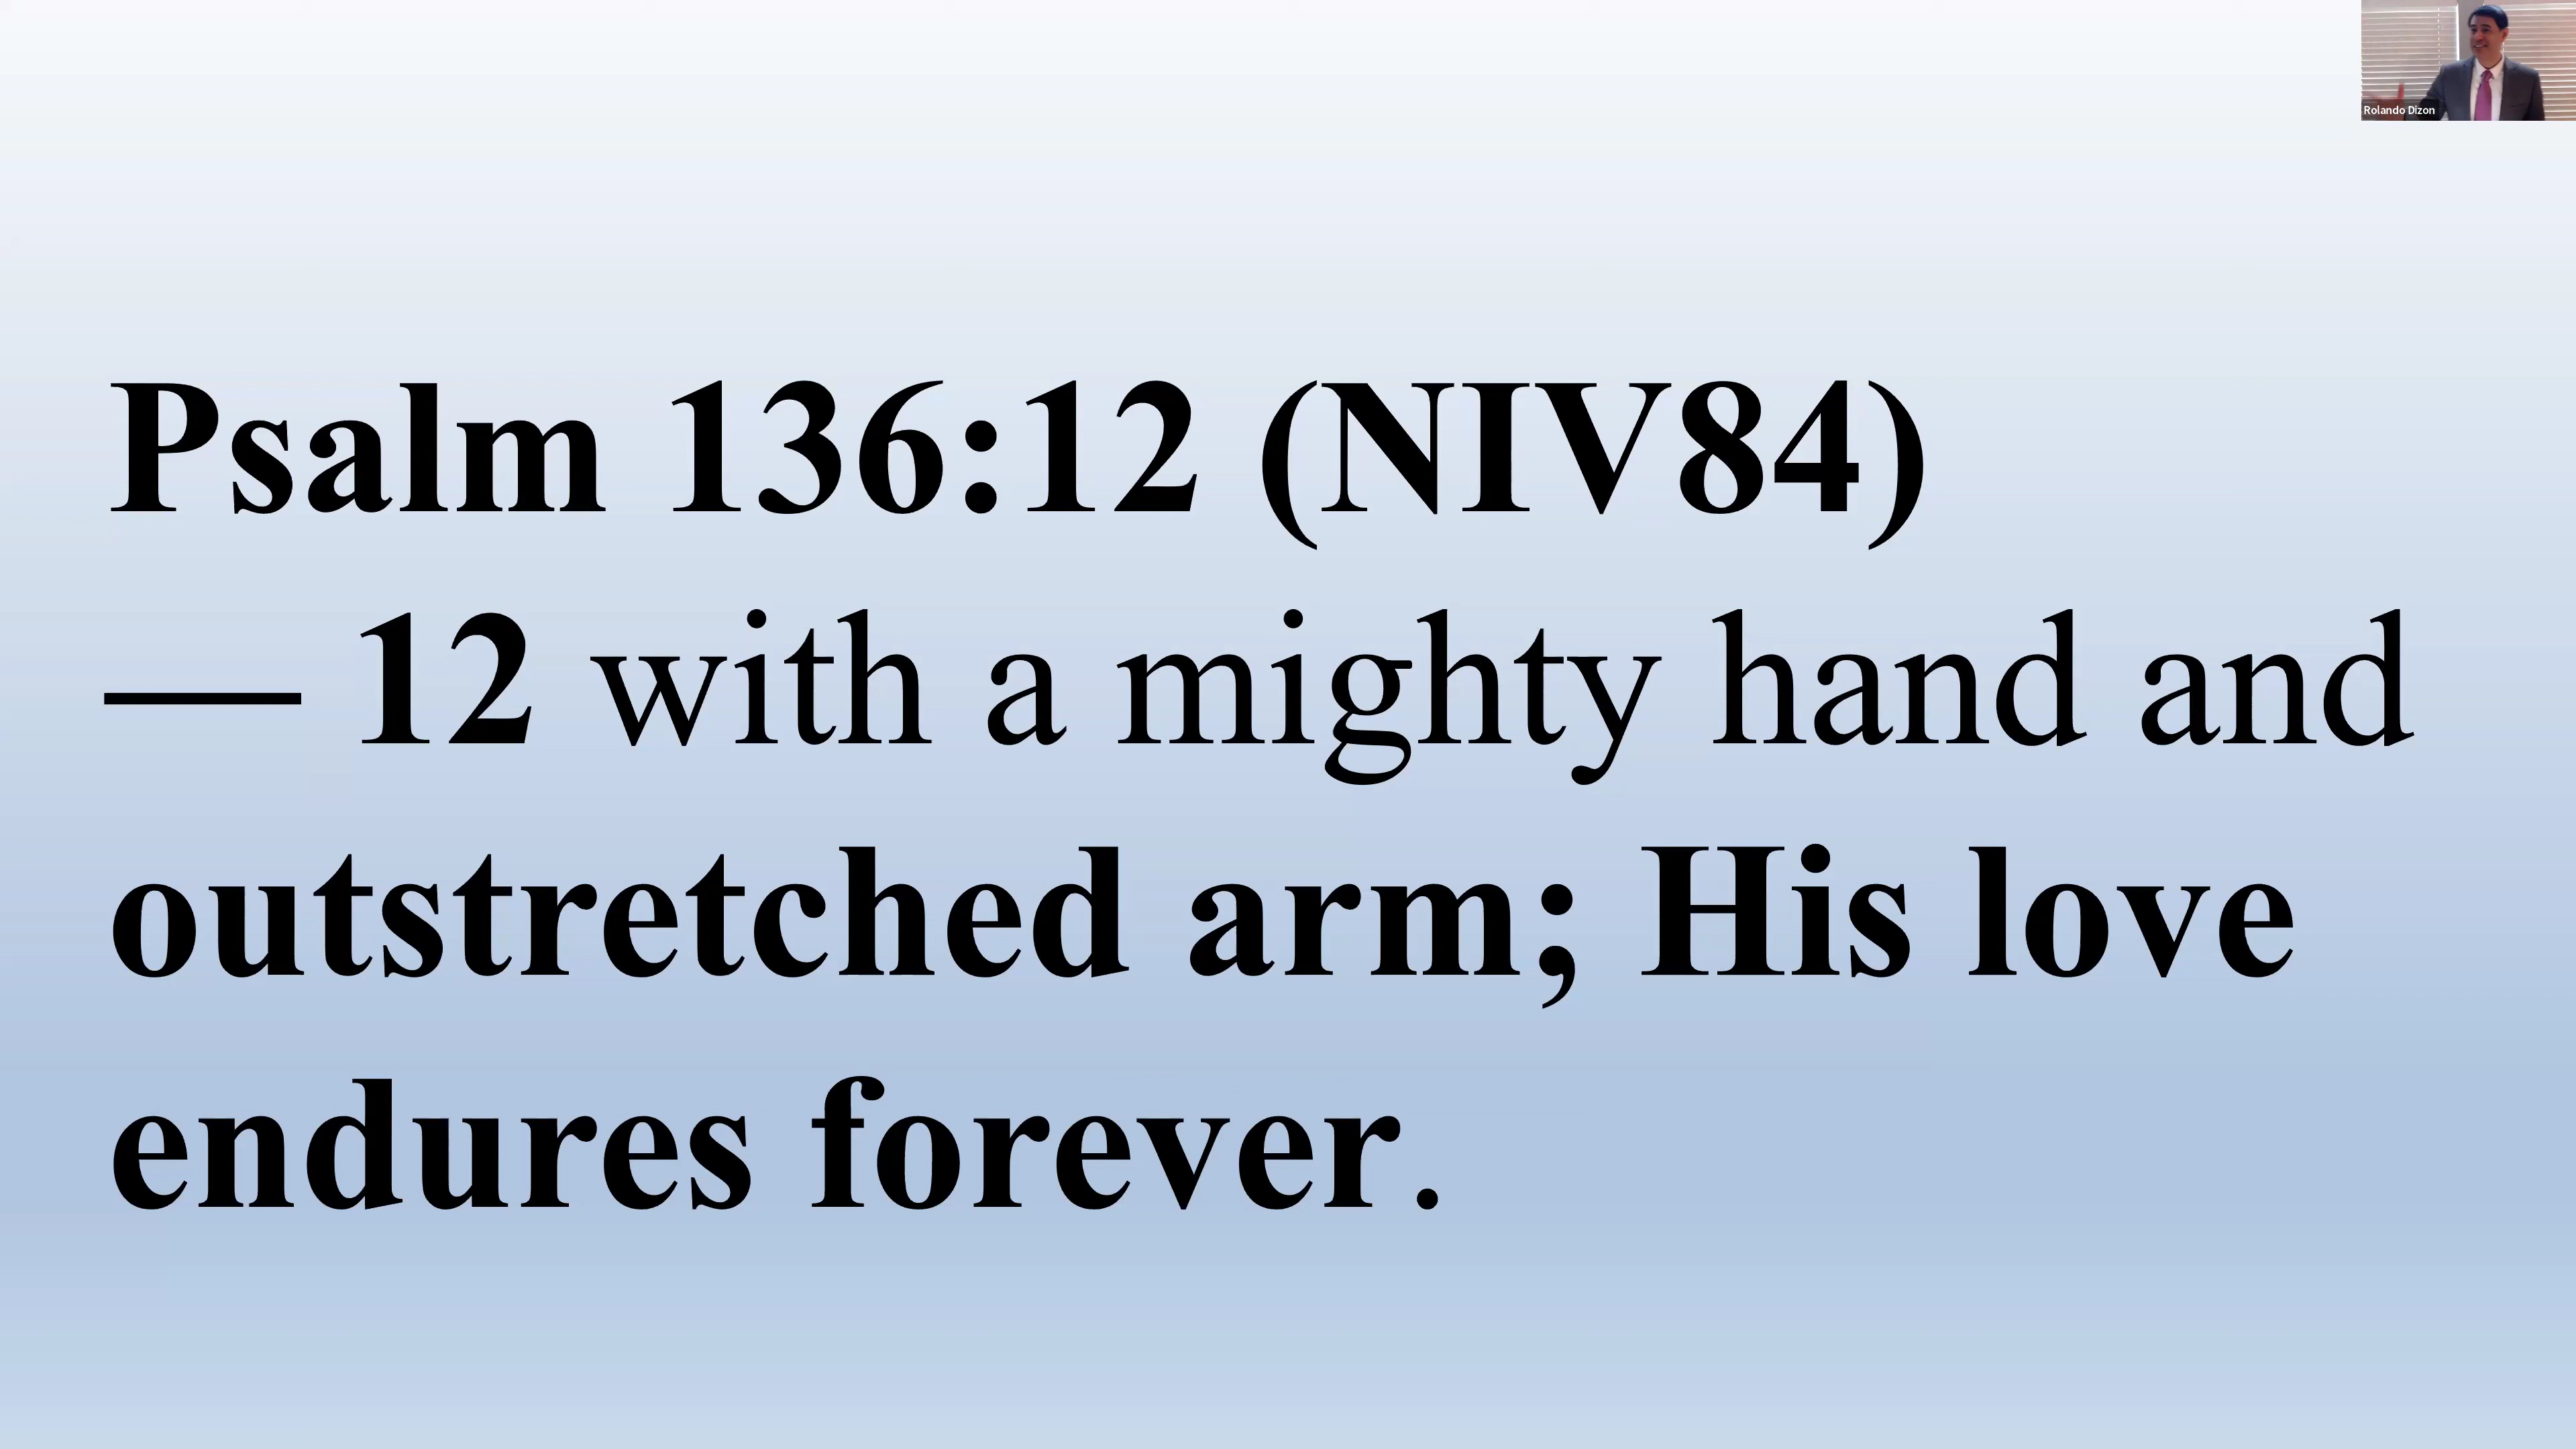 Rolando Dizon
Psalm 136:12 (NIV84)
— 12 with a mighty hand and
outstretched arm; His love
endures forever.